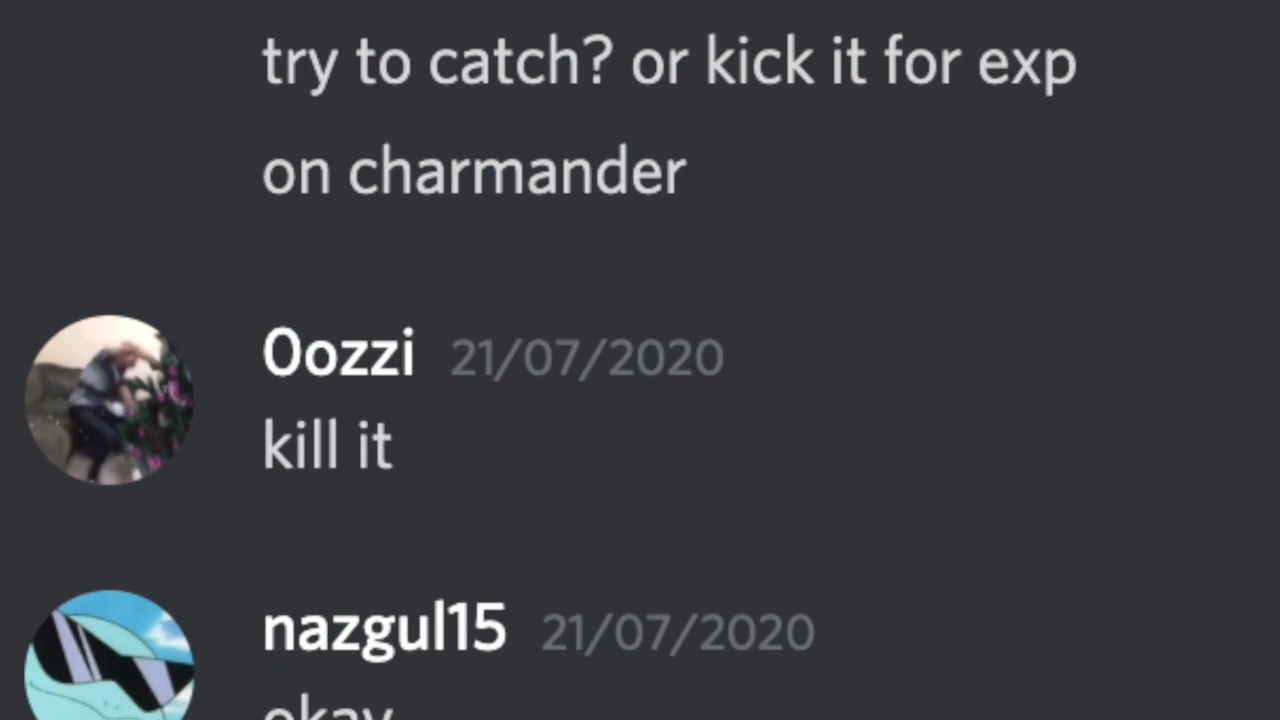 try to catch? or kick it for exp
on charmander
0ozzi 21/07/2020
kill it
nazgul15 21/07/2020
okay